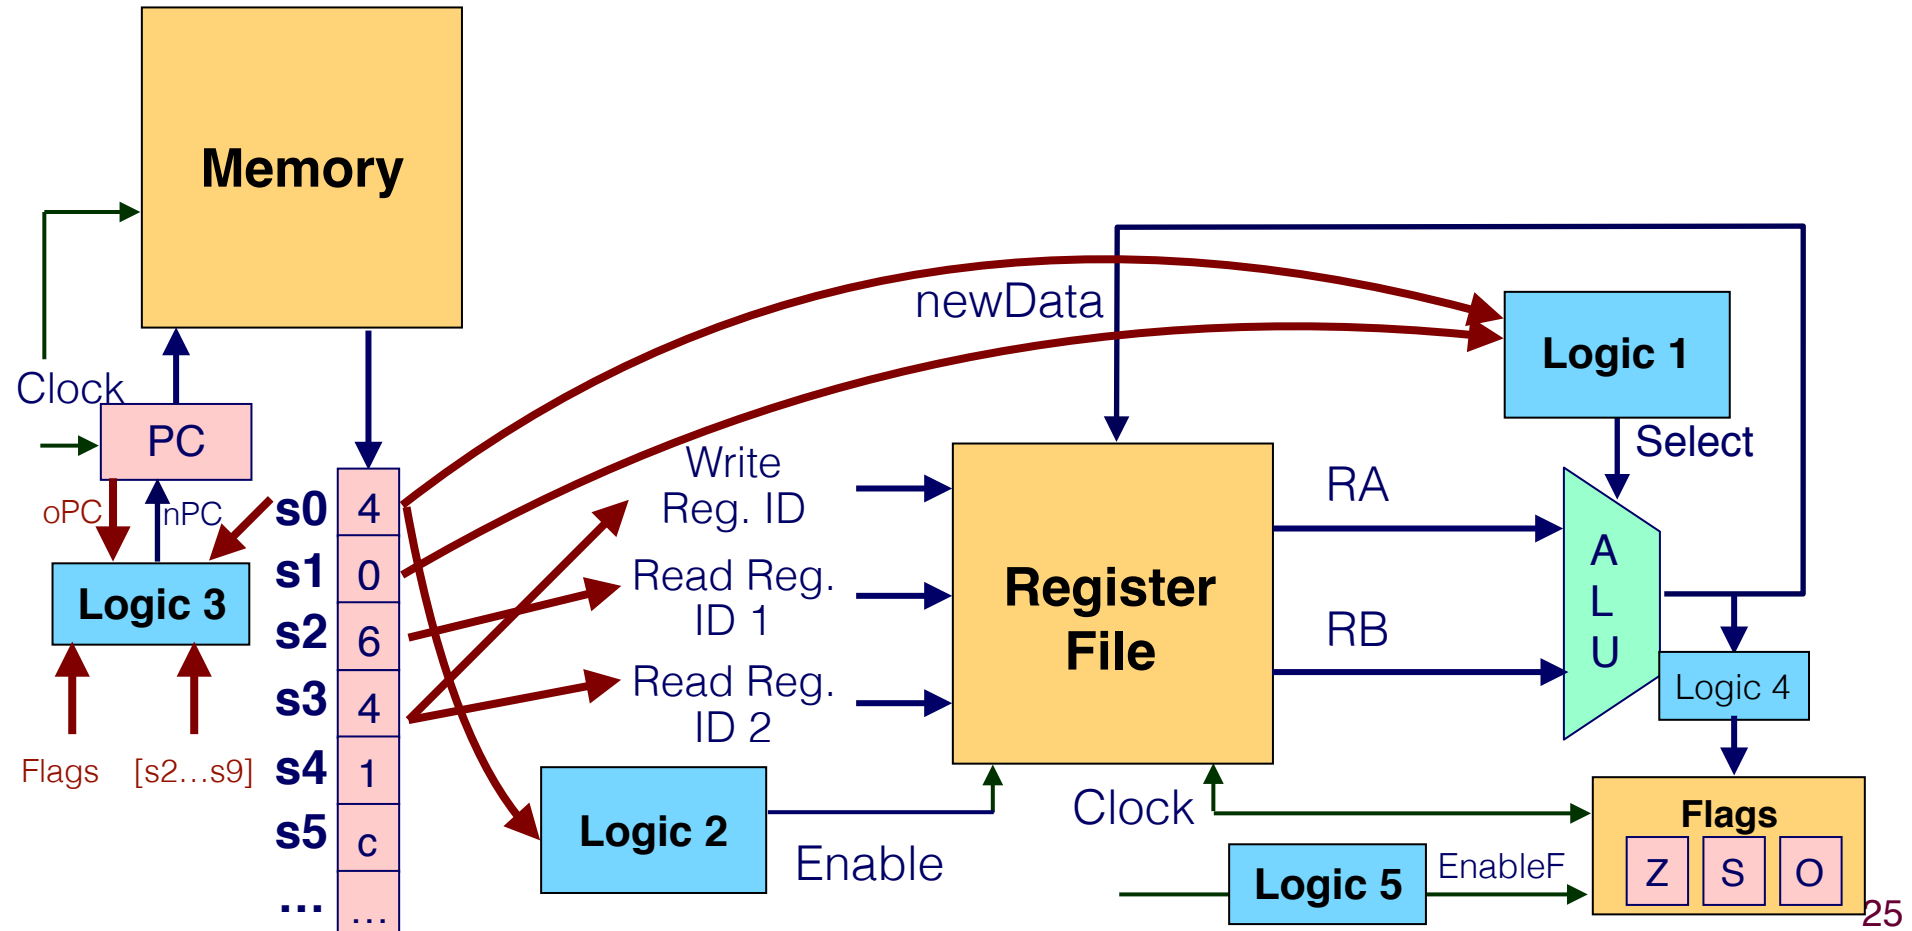 Memory
newData
Logic 1
Clock
PC
Select
oPC
nPC
s0 4
s1 0
s2 6
s3 4
s4 1
s5 c
... ...
Logic 3
Flags
[s2...s9]
Write
Reg. ID
Read Reg.
ID 1
Read Reg.
ID 2
Logic 2
Enable
Register
File
RA
RB
A
L
U
Logic 4
Clock
Flags
Z S O
Logic 5
EnableF
25